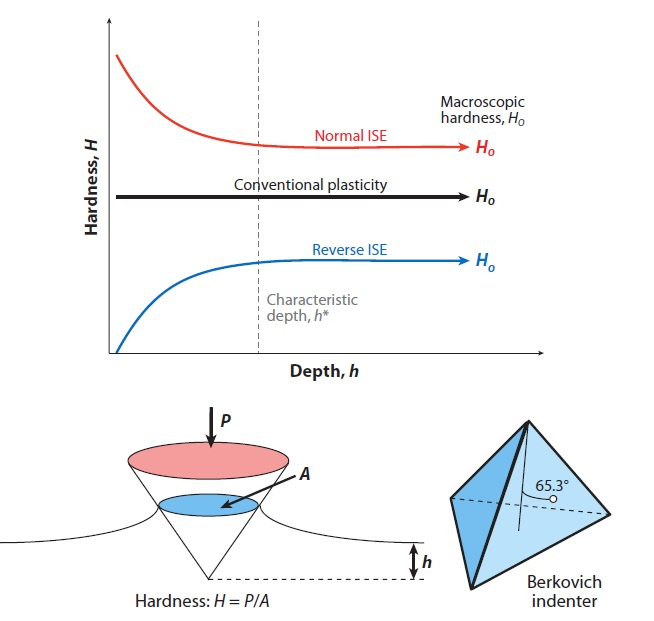 Macroscopic
hardness, Ho
Normal ISE
Ho
Conventional plasticity
Ho
Reverse ISE
Ho
Hardness, H
Characteristic
depth, h*
Depth, h
P
A
h
Hardness: H = P/A
65.3°
Berkovich
indenter